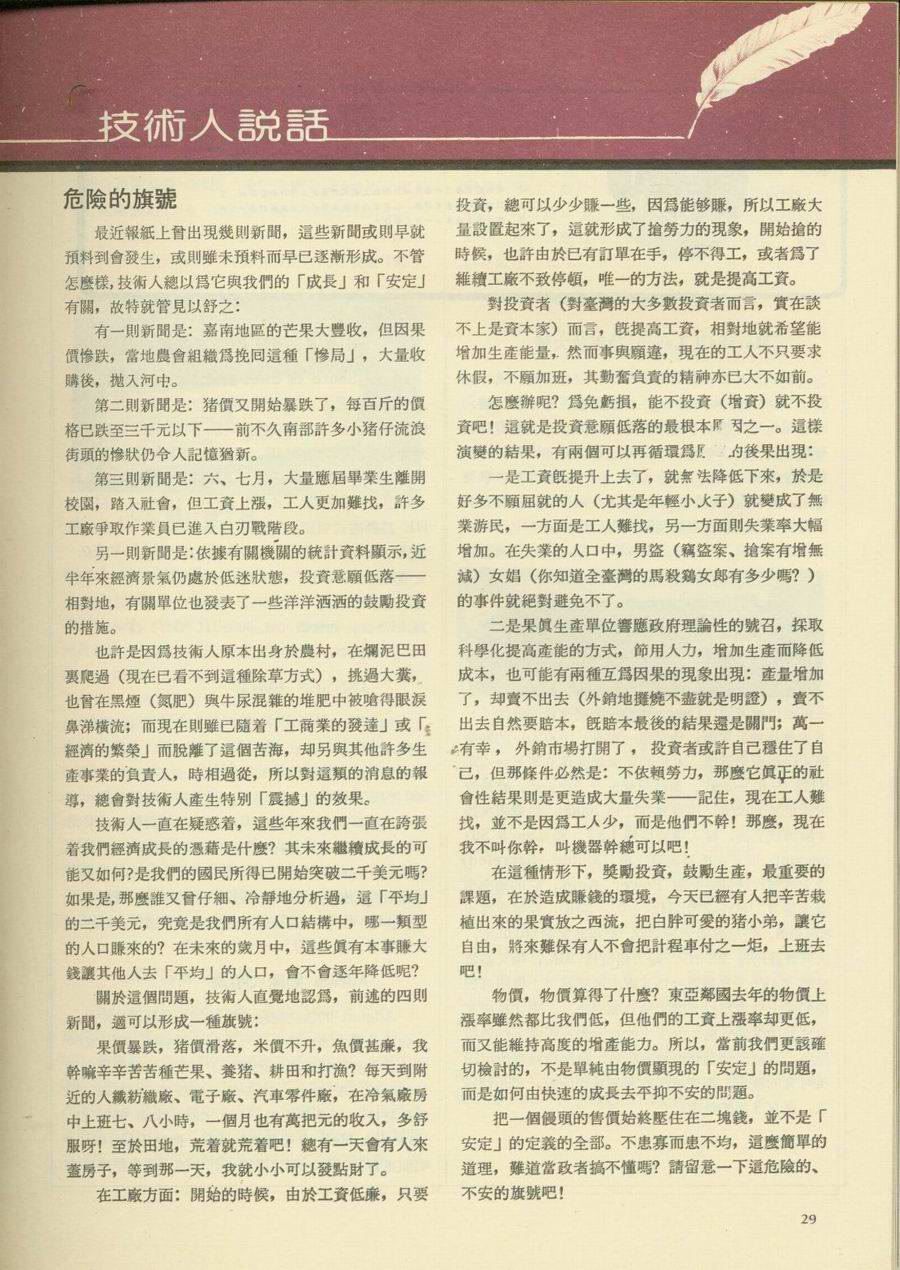 技術人説話
危險的旗號
最近報紙上曾出現幾則新聞，這些新聞或則早就
預料到會發生，或則雖未預料而早已逐漸形成。不管
怎麼樣，技術人總以爲它與我們的「成長」和「安定」
有關，故特就管見以舒之：
有一則新聞是：嘉南地區的芒果大豐收，但因果
價慘跌，當地農會組織爲挽囘這種「慘局」，大量收
購後，拋入河中。
第二則新聞是：猪價又開始暴跌了，每百斤的價
格已跌至三千元以下——前不久南部許多小猪仔流浪
街頭的慘狀仍令人記憶猶新。
第三則新聞是：六、七月，大量應屆畢業生離開
校園，踏入社會，但工資上漲，工人更加難找，許多
工廠爭取作業員已進入白刃戰階段。
另一則新聞是：依據有關機關的統計資料顯示，近
半年來經濟景氣仍處於低迷狀態，投資意願低落——
相對地，有關單位也發表了一些洋洋洒洒的鼓勵投資
的措施。
也許是因爲技術人原本出身於農村，在爛泥巴田
裏爬過（現在已看不到這種除草方式），挑過大糞，
也曾在黑煙（氮肥）與牛尿混雜的堆肥中被嗆得眼淚
鼻涕橫流；而現在則雖已隨着「工商業的發達」或「
經濟的繁榮」而脫離了這個苦海，却另與其他許多生
產事業的負責人，時相過從，所以對這類的消息的報
導，總會對技術人產生特別「震撼」的效果。
技術人一直在疑惑着，這些年來我們一直在誇張
着我們經濟成長的憑藉是什麼？其未來繼續成長的可
能又如何？是我們的國民所得已開始突破二千美元嗎？
如果是，那麼誰又曾仔細、冷靜地分析過，這「平均」
的二千美元，究竟是我們所有人口結構中，哪一類型
的人口賺來的？在未來的歲月中，這些眞有本事賺大
錢讓其他人去「平均」的人口，會不會逐年降低呢？
關於這個問題，技術人直覺地認爲，前述的四則
新聞，適可以形成一種旗號：
果價暴跌，猪價滑落，米價不升，魚價甚廉，我
幹嘛辛辛苦苦種芒果、養猪、耕田和打漁？每天到附
近的人纖紡織廠、電子廠、汽車零件廠，在冷氣廠房
中上班七、八小時，一個月也有萬把元的收入，多舒
服呀！至於田地，荒着就荒着吧！總有一天會有人來
蓋房子，等到那一天，我就小小可以發點財了。
在工廠方面：開始的時候，由於工資低廉，只要
投資，總可以少少賺一些，因爲能够賺，所以工廠大
量設置起來了，這就形成了搶勞力的現象，開始搶的
時候，也許由於已有訂單在手，停不得工，或者爲了
維續工廠不致停頓，唯一的方法，就是提高工資。
對投資者（對臺灣的大多數投資者而言，實在談
不上是資本家）而言，旣提高工資，相對地就希望能
增加生產能量，然而事與願違，現在的工人不只要求
休假，不願加班，其勤奮負責的精神亦已大不如前。
怎麼辦呢？爲免虧損，能不投資（增資）就不投
資吧！這就是投資意願低落的最根本 因之一。這樣
演變的結果，有兩個可以再循環爲 的後果出現：
一是工資旣提升上去了，就無法降低下來，於是
好多不願屈就的人（尤其是年輕小伙子）就變成了無
業游民，一方面是工人難找，另一方面則失業率大幅
增加。在失業的人口中，男盜（竊盜案、搶案有增無
減）女娼（你知道全臺灣的馬殺鷄女郎有多少嗎？）
的事件就絕對避免不了。
二是果眞生產單位響應政府理論性的號召，採取
科學化提高產能的方式，節用人力，增加生產而降低
成本，也可能有兩種互爲因果的現象出現：產量增加
了，却賣不出去（外銷地攤燒不盡就是明證），賣不
出去自然要賠本，旣賠本最後的結果還是關門；萬一
有幸，外銷市場打開了，投資者或許自己穩住了自
己，但那條件必然是：不依賴勞力，那麼它眞正的社
會性結果則是更造成大量失業——記住，現在工人難
找，並不是因爲工人少，而是他們不幹！那麼，現在
我不叫你幹，叫機器幹總可以吧！
在這種情形下，獎勵投資，鼓勵生產，最重要的
課題，在於造成賺錢的環境，今天已經有人把辛苦栽
植出來的果實放之西流，把白胖可愛的猪小弟，讓它
自由，將來難保有人不會把計程車付之一炬，上班去
吧！
物價，物價算得了什麼？東亞鄰國去年的物價上
漲率雖然都比我們低，但他們的工資上漲率却更低，
而又能維持高度的增產能力。所以，當前我們更該確
切檢討的，不是單純由物價顯現的「安定」的問題，
而是如何由快速的成長去平抑不安的問題。
把一個饅頭的售價始終壓住在二塊錢，並不是「
安定」的定義的全部。不患寡而患不均，這麼簡單的
道理，難道當政者搞不懂嗎？請留意一下這危險的、
不安的旗號吧！
29